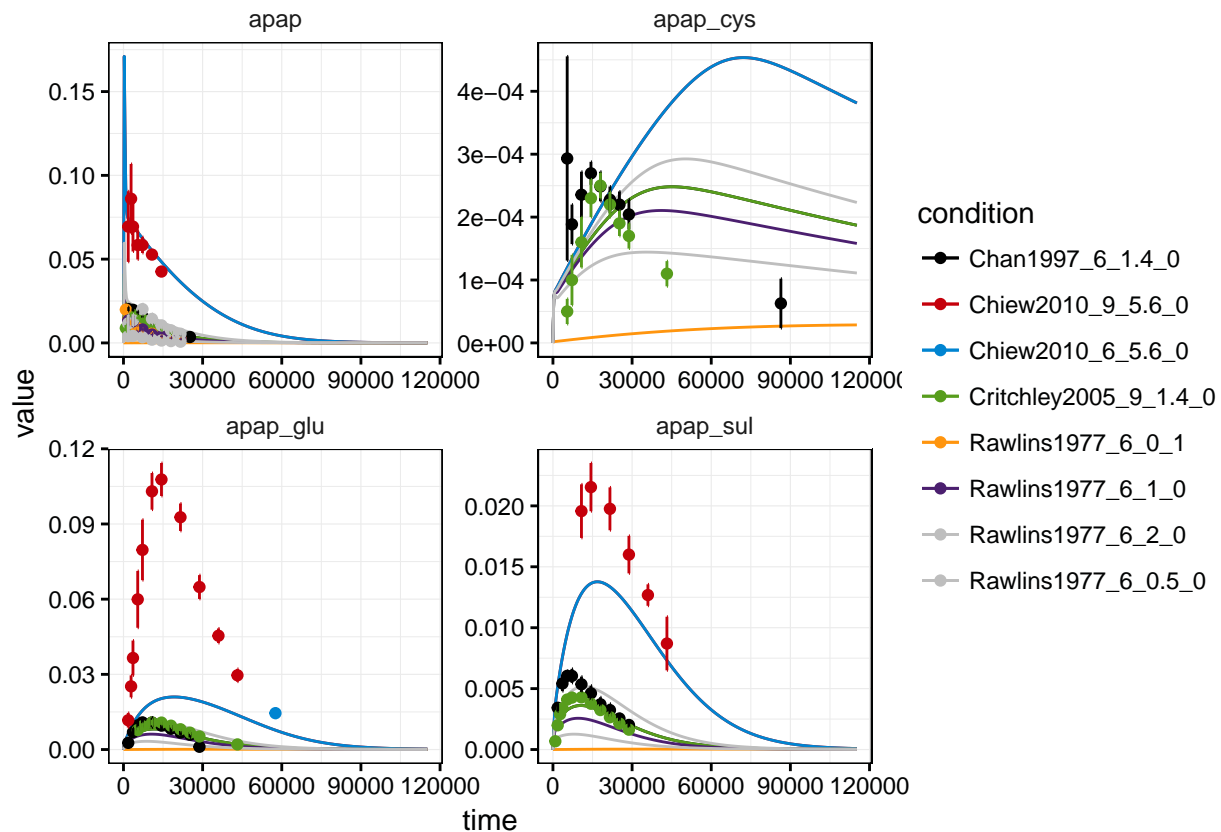 apap
apap_cys
0.15
0.10
0.05
0.00
4e−04
3e−04
2e−04
1e−04
0e+00
0 30000 60000 90000 120000
0 30000 60000 90000 120000
value
apap_glu
apap_sul
0.12
0.09
0.06
0.03
0.00
0.020
0.015
0.010
0.005
0.000
0 30000 60000 90000 120000
0 30000 60000 90000 120000
time
condition
Chan1997_6_1.4_0
Chiew2010_9_5.6_0
Chiew2010_6_5.6_0
Critchley2005_9_1.4_0
Rawlins1977_6_0_1
Rawlins1977_6_1_0
Rawlins1977_6_2_0
Rawlins1977_6_0.5_0